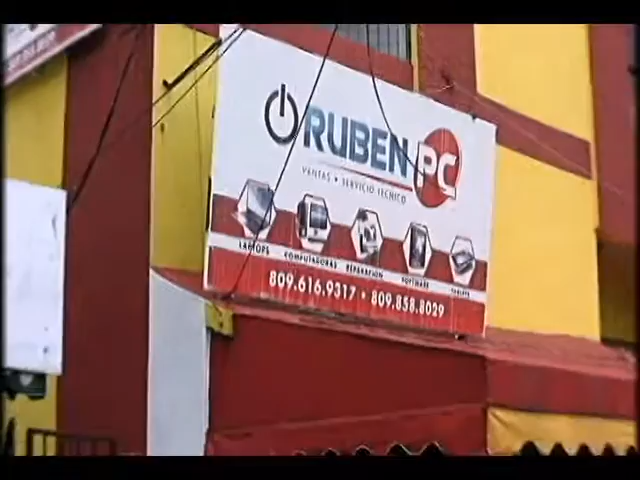 RUBEN PC
VENTAS • SERVICIO TECNICO
LAPTOPS
COMPUTADORAS
REPARACION
SOFTWARE
TABLETS
809.616.9317 • 809.858.8029